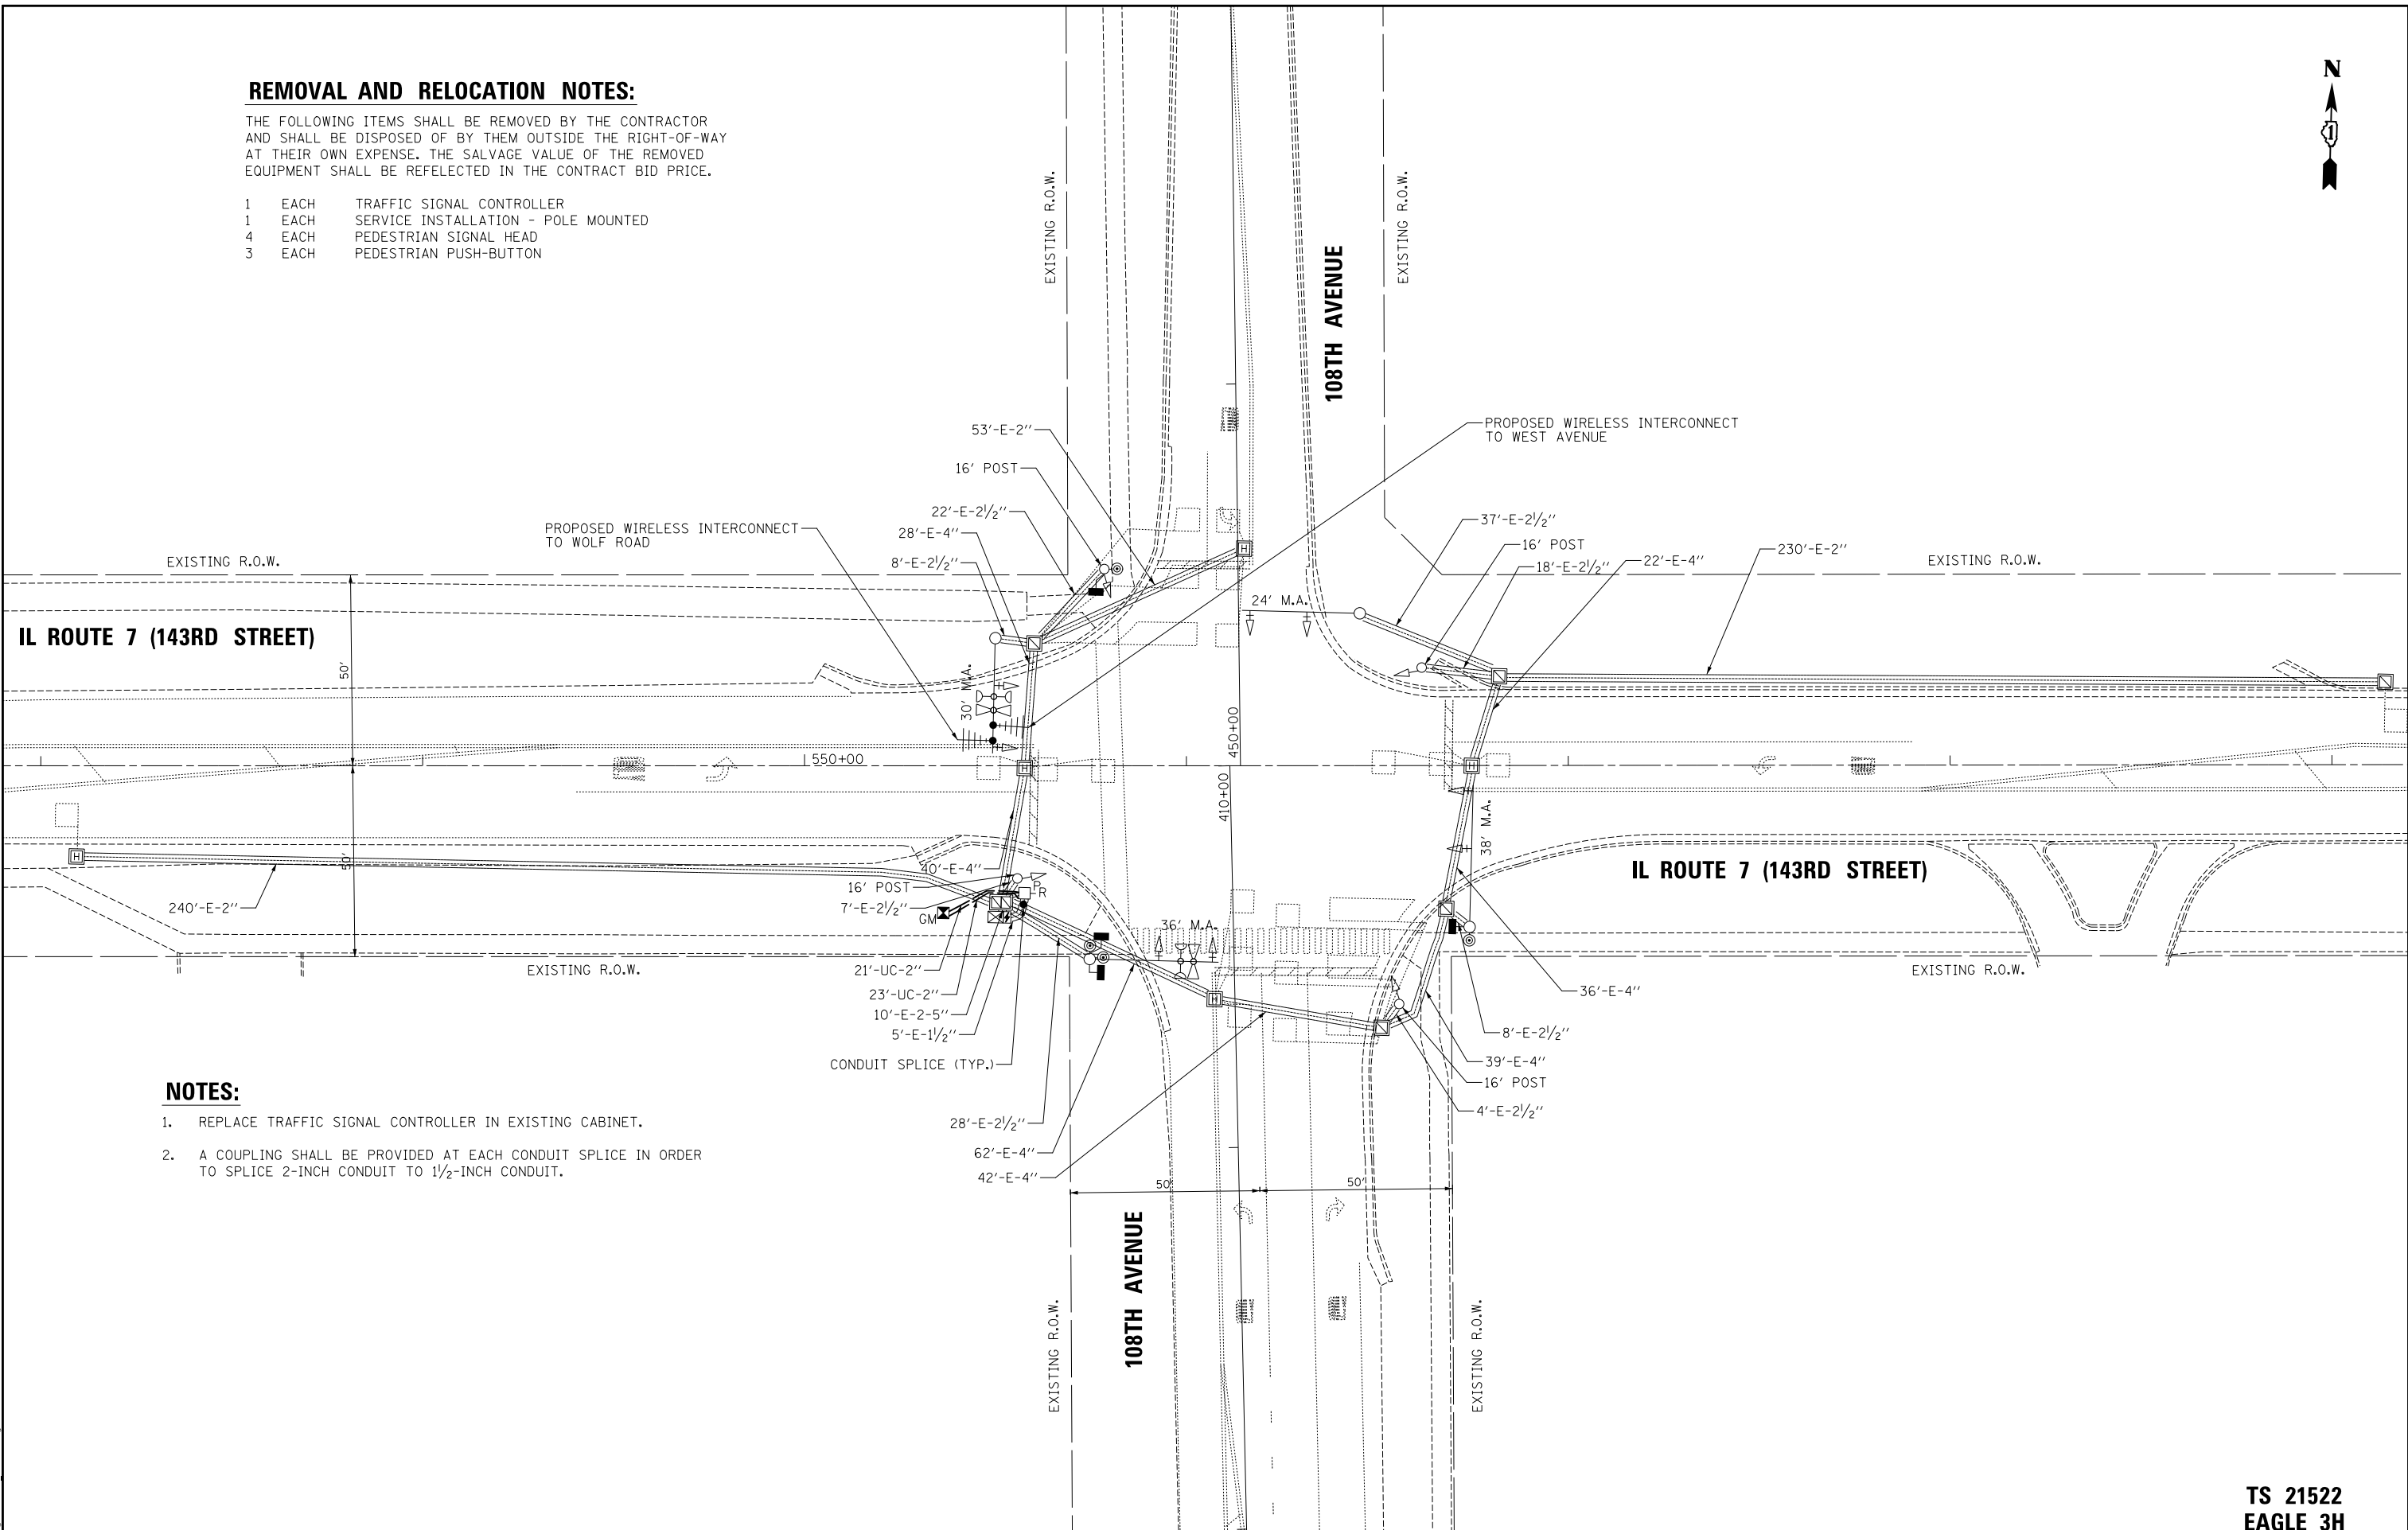 REMOVAL AND RELOCATION NOTES:
THE FOLLOWING ITEMS SHALL BE REMOVED BY THE CONTRACTOR
AND SHALL BE DISPOSED OF BY THEM OUTSIDE THE RIGHT-OF-WAY
AT THEIR OWN EXPENSE. THE SALVAGE VALUE OF THE REMOVED
EQUIPMENT SHALL BE REFELECTED IN THE CONTRACT BID PRICE.
1 EACH TRAFFIC SIGNAL CONTROLLER
1 EACH SERVICE INSTALLATION - POLE MOUNTED
4 EACH PEDESTRIAN SIGNAL HEAD
3 EACH PEDESTRIAN PUSH-BUTTON
N
1
EXISTING R.O.W.
EXISTING R.O.W.
108TH AVENUE
53'-E-2"
16' POST
22'-E-2½"
28'-E-4"
8'-E-2½"
PROPOSED WIRELESS INTERCONNECT
TO WOLF ROAD
PROPOSED WIRELESS INTERCONNECT
TO WEST AVENUE
37'-E-2½"
16' POST
18'-E-2½"
22'-E-4"
230'-E-2"
EXISTING R.O.W.
EXISTING R.O.W.
H
24' M.A.
IL ROUTE 7 (143RD STREET)
50'
30' M.A.
450+00
550+00
H
H
410+00
38' M.A.
50'
H
40'-E-4"
16' POST
7'-E-2½"
P
R
GM
240'-E-2"
IL ROUTE 7 (143RD STREET)
36' M.A.
EXISTING R.O.W.
EXISTING R.O.W.
21'-UC-2"
23'-UC-2"
10'-E-2-5"
5'-E-1½"
CONDUIT SPLICE (TYP.)
H
36'-E-4"
8'-E-2½"
39'-E-4"
16' POST
4'-E-2½"
28'-E-2½"
62'-E-4"
42'-E-4"
NOTES:
1. REPLACE TRAFFIC SIGNAL CONTROLLER IN EXISTING CABINET.
2. A COUPLING SHALL BE PROVIDED AT EACH CONDUIT SPLICE IN ORDER
TO SPLICE 2-INCH CONDUIT TO 1½-INCH CONDUIT.
50'
50'
108TH AVENUE
EXISTING R.O.W.
EXISTING R.O.W.
TS 21522
EAGLE 3H